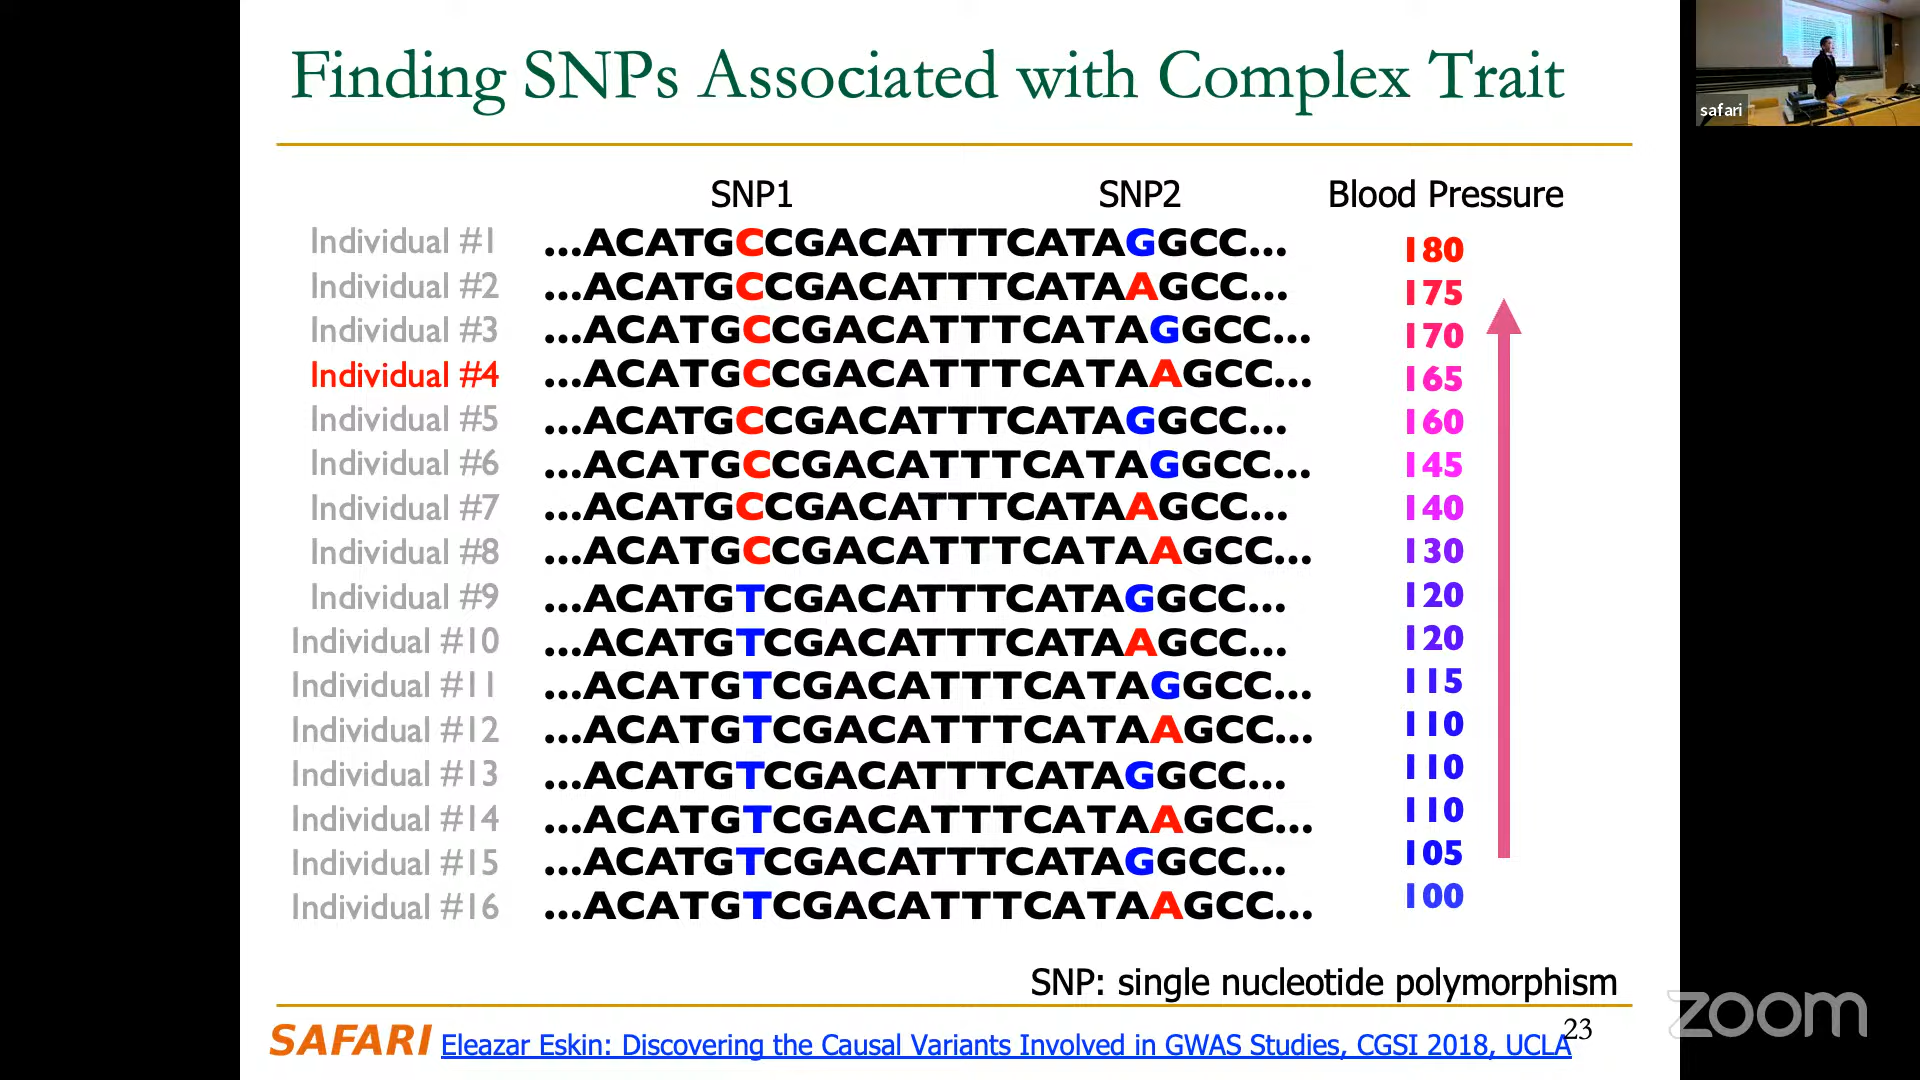 Finding SNPs Associated with Complex Trait
safari
SNP1 SNP2 Blood Pressure
Individual #1 ...ACATGCCGACATTTCATAGGCC... 180
Individual #2 ...ACATGCCGACATTTCATAAGCC... 175
Individual #3 ...ACATGCCGACATTTCATAGGCC... 170
Individual #4 ...ACATGCCGACATTTCATAAGCC... 165
Individual #5 ...ACATGCCGACATTTCATAGGCC... 160
Individual #6 ...ACATGCCGACATTTCATAGGCC... 145
Individual #7 ...ACATGCCGACATTTCATAAGCC... 140
Individual #8 ...ACATGCCGACATTTCATAAGCC... 130
Individual #9 ...ACATGTCGACATTTCATAGGCC... 120
Individual #10 ...ACATGTCGACATTTCATAAGCC... 120
Individual #11 ...ACATGTCGACATTTCATAGGCC... 115
Individual #12 ...ACATGTCGACATTTCATAAGCC... 110
Individual #13 ...ACATGTCGACATTTCATAGGCC... 110
Individual #14 ...ACATGTCGACATTTCATAAGCC... 110
Individual #15 ...ACATGTCGACATTTCATAGGCC... 105
Individual #16 ...ACATGTCGACATTTCATAAGCC... 100
SNP: single nucleotide polymorphism
SAFARI Eleazar Eskin: Discovering the Causal Variants Involved in GWAS Studies, CGSI 2018, UCLA 23
zoom